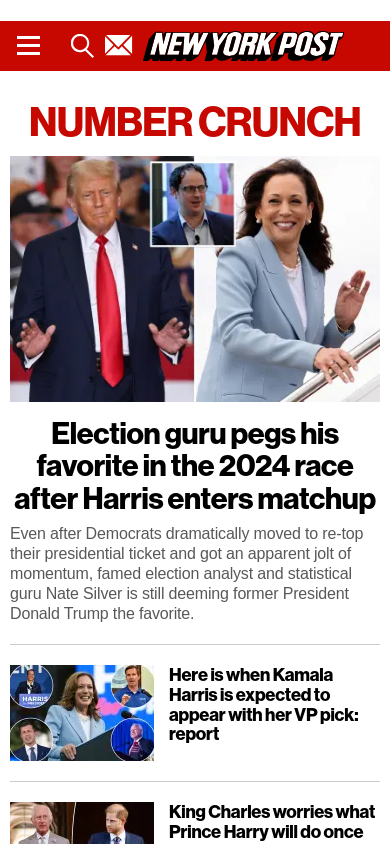 NEW YORK POST
NUMBER CRUNCH
Election guru pegs his
favorite in the 2024 race
after Harris enters matchup
Even after Democrats dramatically moved to re-top
their presidential ticket and got an apparent jolt of
momentum, famed election analyst and statistical
guru Nate Silver is still deeming former President
Donald Trump the favorite.
HARRIS
Here is when Kamala
Harris is expected to
appear with her VP pick:
report
King Charles worries what
Prince Harry will do once